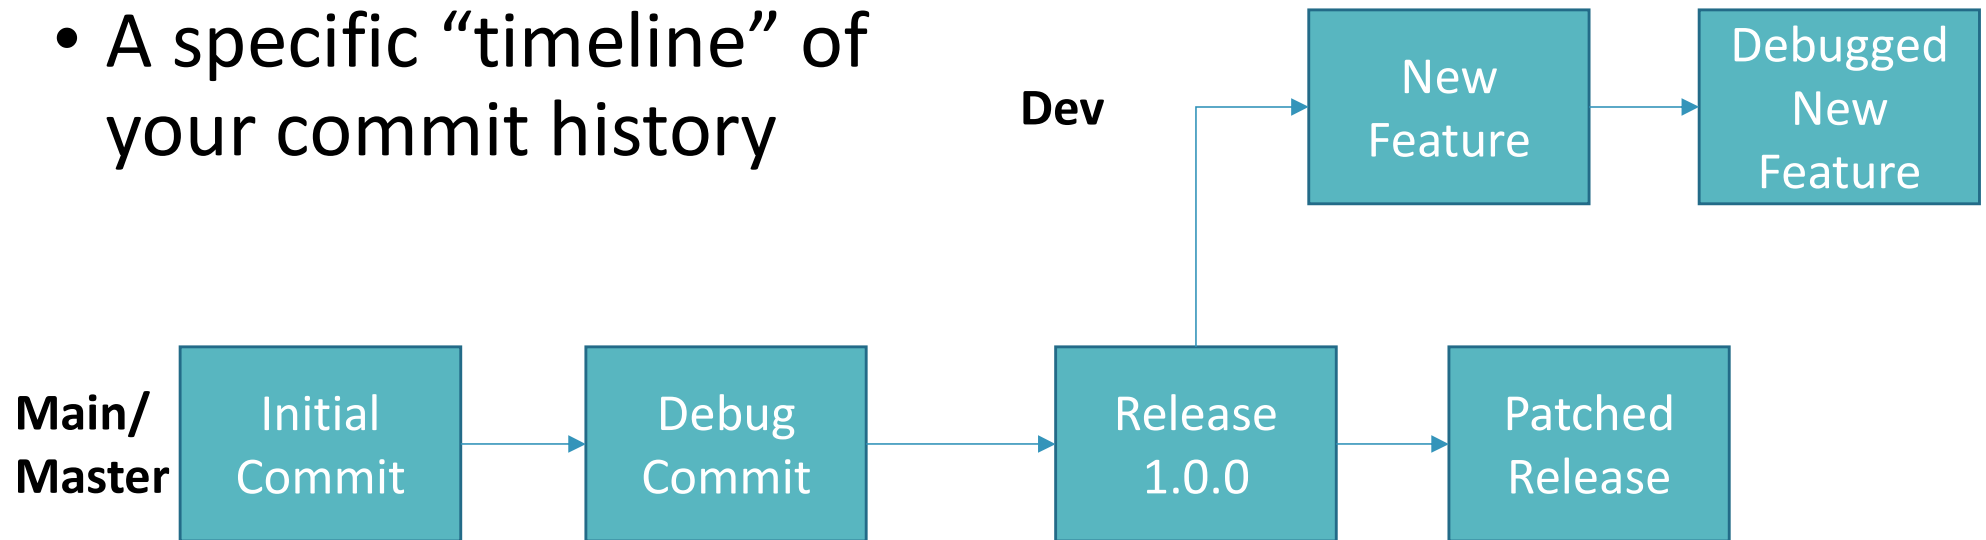 • A specific “timeline” of
your commit history
Dev
New
Feature
Debugged
New
Feature
Main/
Master
Initial
Commit
Debug
Commit
Release
1.0.0
Patched
Release